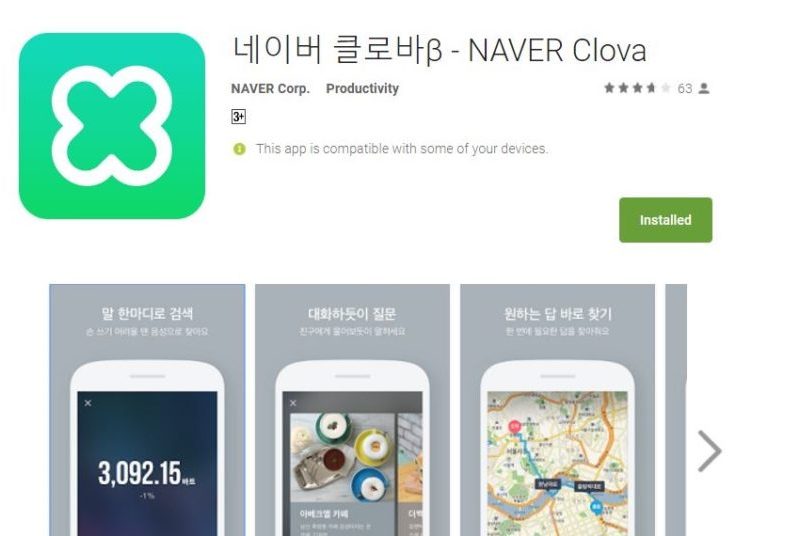 네이버 클로바β - NAVER Clova
NAVER Corp. Productivity
63
3+
This app is compatible with some of your devices.
Installed
말 한마디로 검색
손 쓰기 어려울 땐 음성으로 찾아요
대화하듯이 질문
친구에게 물어보듯이 말하세요
원하는 답 바로 찾기
한 번에 필요한 답을 찾아줘요
3,092.15 바트
-1%
아베크엘 카페